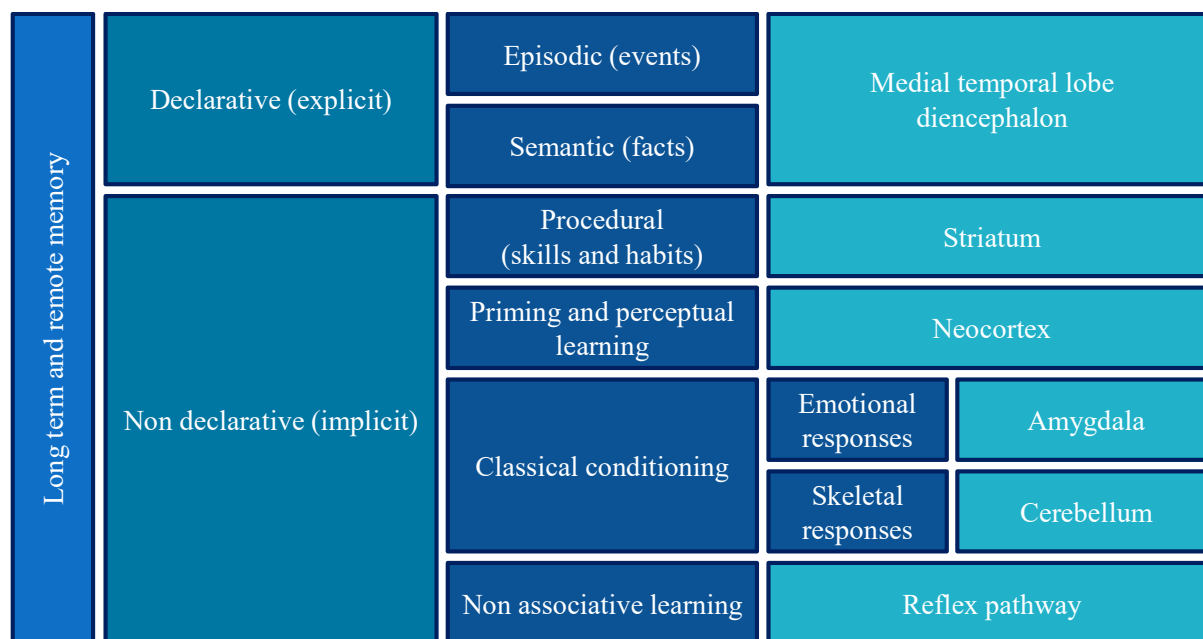 Long term and remote memory
Declarative (explicit)
Episodic (events)
Semantic (facts)
Medial temporal lobe
diencephalon
Non declarative (implicit)
Procedural
(skills and habits)
Striatum
Priming and perceptual
learning
Neocortex
Classical conditioning
Emotional
responses
Amygdala
Skeletal
responses
Cerebellum
Non associative learning
Reflex pathway